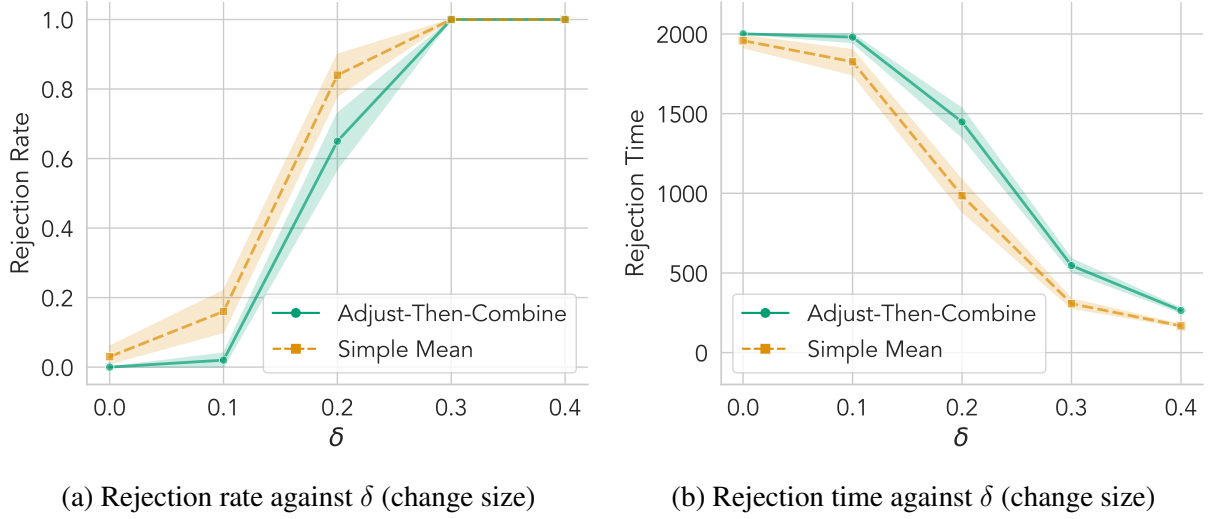 1.0
0.8
0.6
0.4
0.2
0.0
Rejection Rate
Adjust-Then-Combine
Simple Mean
0.0 0.1 0.2 0.3 0.4
δ
(a) Rejection rate against δ (change size)
2000
1500
1000
500
0
Rejection Time
Adjust-Then-Combine
Simple Mean
0.0 0.1 0.2 0.3 0.4
δ
(b) Rejection time against δ (change size)